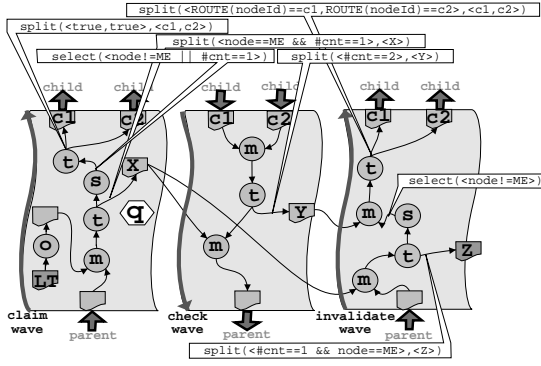 split(<ROUTE(nodeId)==c1,ROUTE(nodeId)==c2>,<c1,c2>)
split(<true,true>,<c1,c2>)
split(<node==ME && #cnt==1>,<X>)
select(<node!=ME || #cnt==1>)
split(<#cnt==2>,<Y>)
child child child child child child
c1 c2 c1 c2 c1 c2
m
t X t
s t select(<node!=ME>)
q Y m s
t
o m m t Z
LT m
claim wave
check wave
invalidate wave
parent parent parent
split(<#cnt==1 && node==ME>,<Z>)